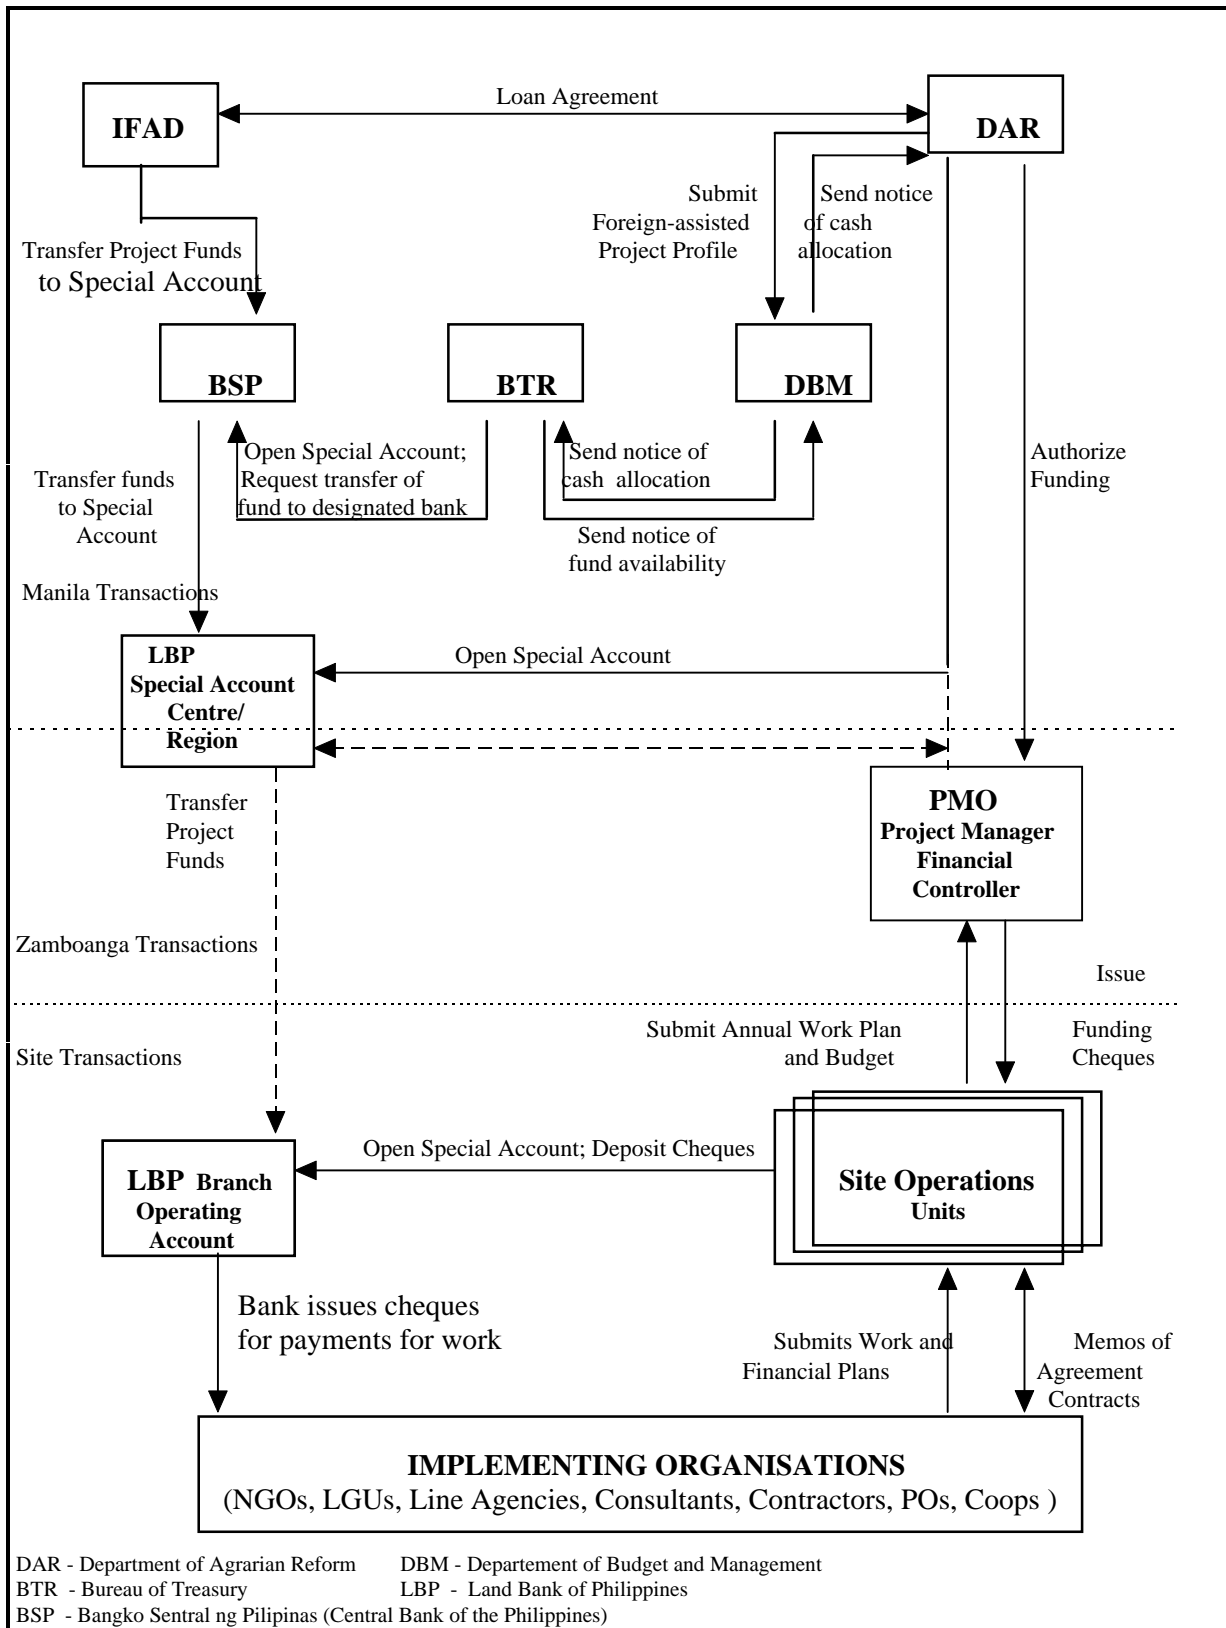 Loan Agreement
IFAD
DAR
Submit
Foreign-assisted
Project Profile
Send notice
of cash
allocation
Transfer Project Funds
to Special Account
BSP
BTR
DBM
Transfer funds
to Special
Account
Open Special Account;
Request transfer of
fund to designated bank
Send notice of
cash allocation
Send notice of
fund availability
Authorize
Funding
Manila Transactions
LBP
Special Account
Centre/
Region
Open Special Account
Transfer
Project
Funds
PMO
Project Manager
Financial
Controller
Zamboanga Transactions
Issue
Submit Annual Work Plan
and Budget
Funding
Cheques
Site Transactions
LBP Branch
Operating
Account
Open Special Account; Deposit Cheques
Site Operations
Units
Bank issues cheques
for payments for work
Submits Work and
Financial Plans
Memos of
Agreement
Contracts
IMPLEMENTING ORGANISATIONS
(NGOs, LGUs, Line Agencies, Consultants, Contractors, POs, Coops )
DAR - Department of Agrarian Reform DBM - Departement of Budget and Management
BTR - Bureau of Treasury LBP - Land Bank of Philippines
BSP - Bangko Sentral ng Pilipinas (Central Bank of the Philippines)